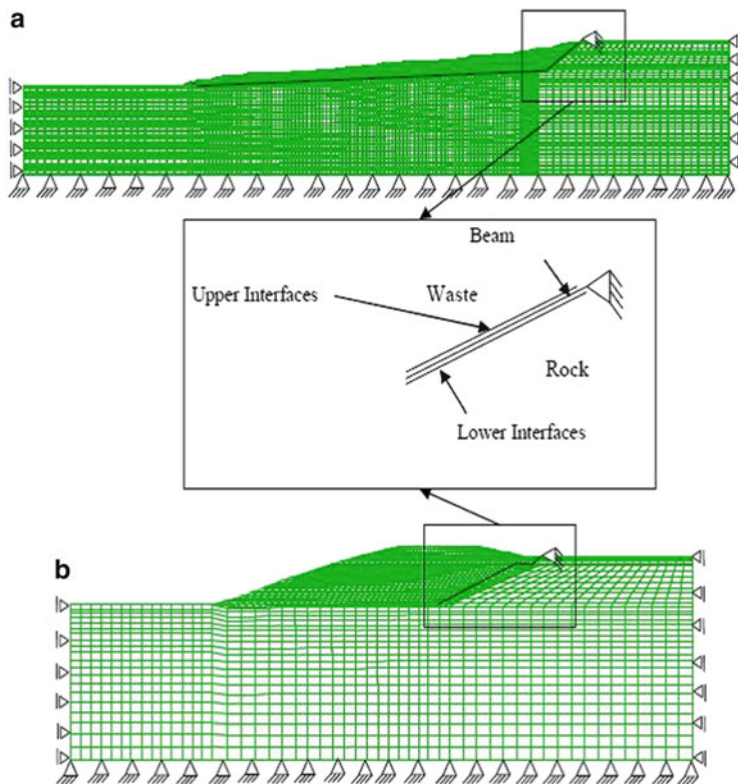 a
Beam
Upper Interfaces
Waste
Rock
Lower Interfaces
b